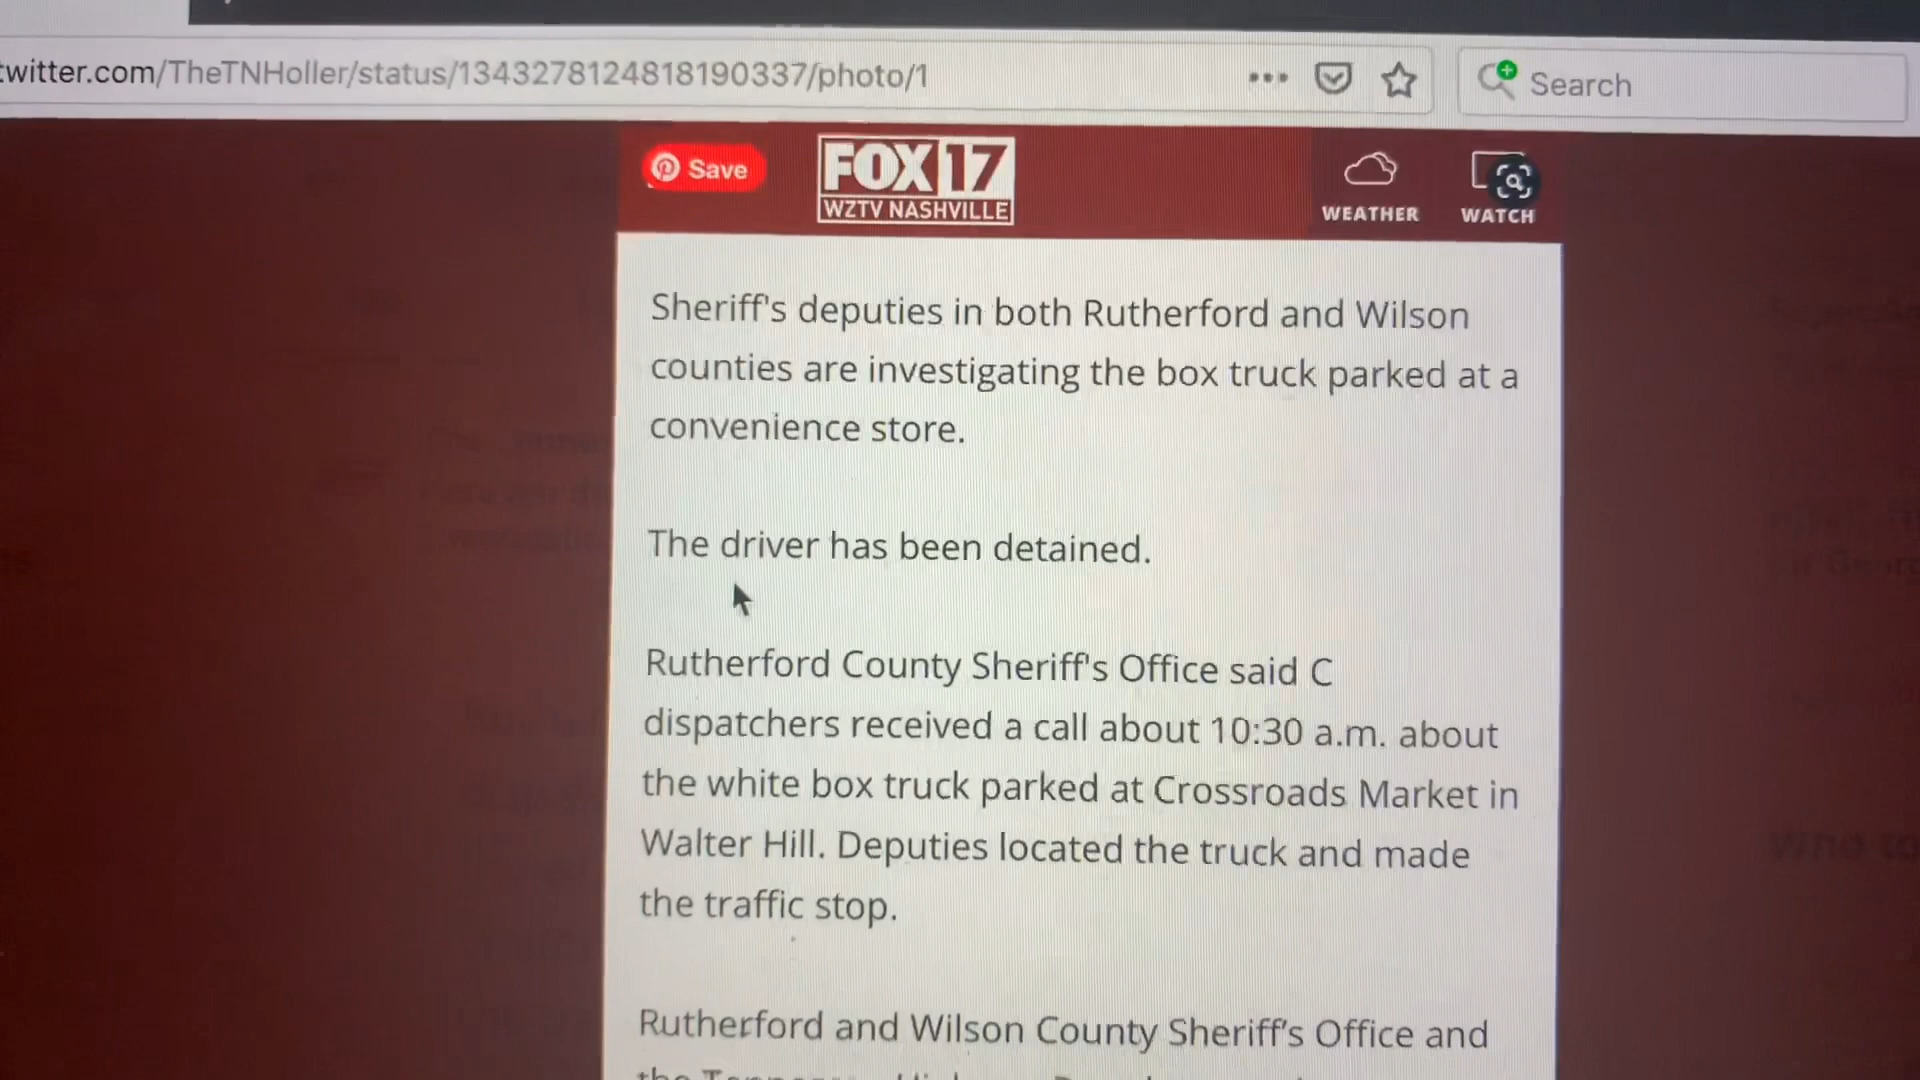 twitter.com/TheTNHoller/status/1343278124818190337/photo/1
Search
Save
FOX 17
WZTV NASHVILLE
WEATHER
WATCH
Sheriff's deputies in both Rutherford and Wilson
counties are investigating the box truck parked at a
convenience store.
The driver has been detained.
Rutherford County Sheriff's Office said C
dispatchers received a call about 10:30 a.m. about
the white box truck parked at Crossroads Market in
Walter Hill. Deputies located the truck and made
the traffic stop.
Rutherford and Wilson County Sheriff's Office and